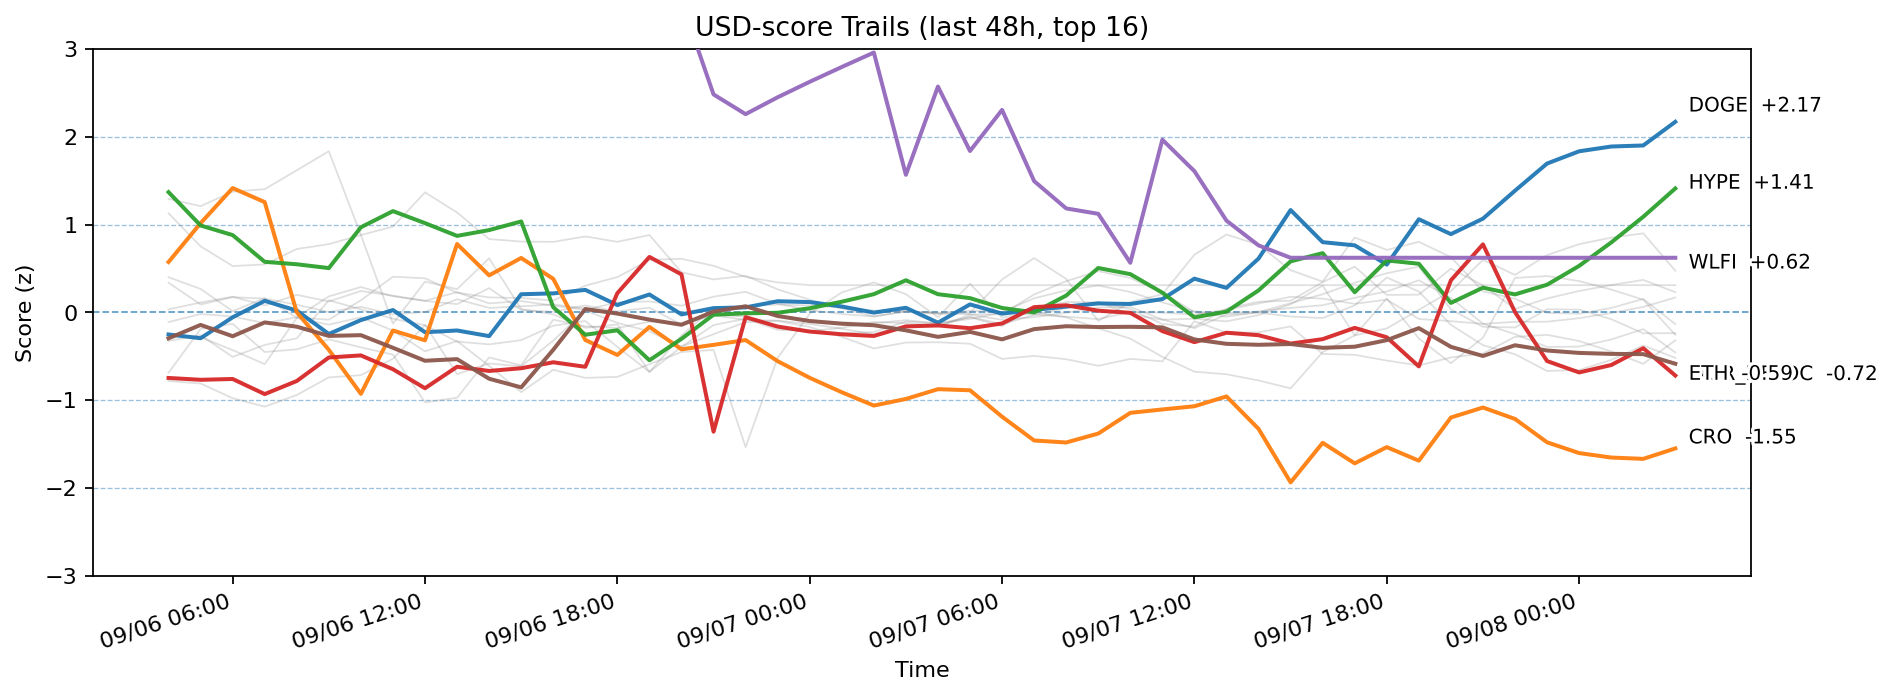 USD-score Trails (last 48h, top 16)
Score (z)
3
2
1
0
−1
−2
−3
DOGE +2.17
HYPE +1.41
WLFI +0.62
-0.59
-0.72
CRO -1.55
09/06 06:00
09/06 12:00
09/06 18:00
09/07 00:00
09/07 06:00
09/07 12:00
09/07 18:00
09/08 00:00
Time